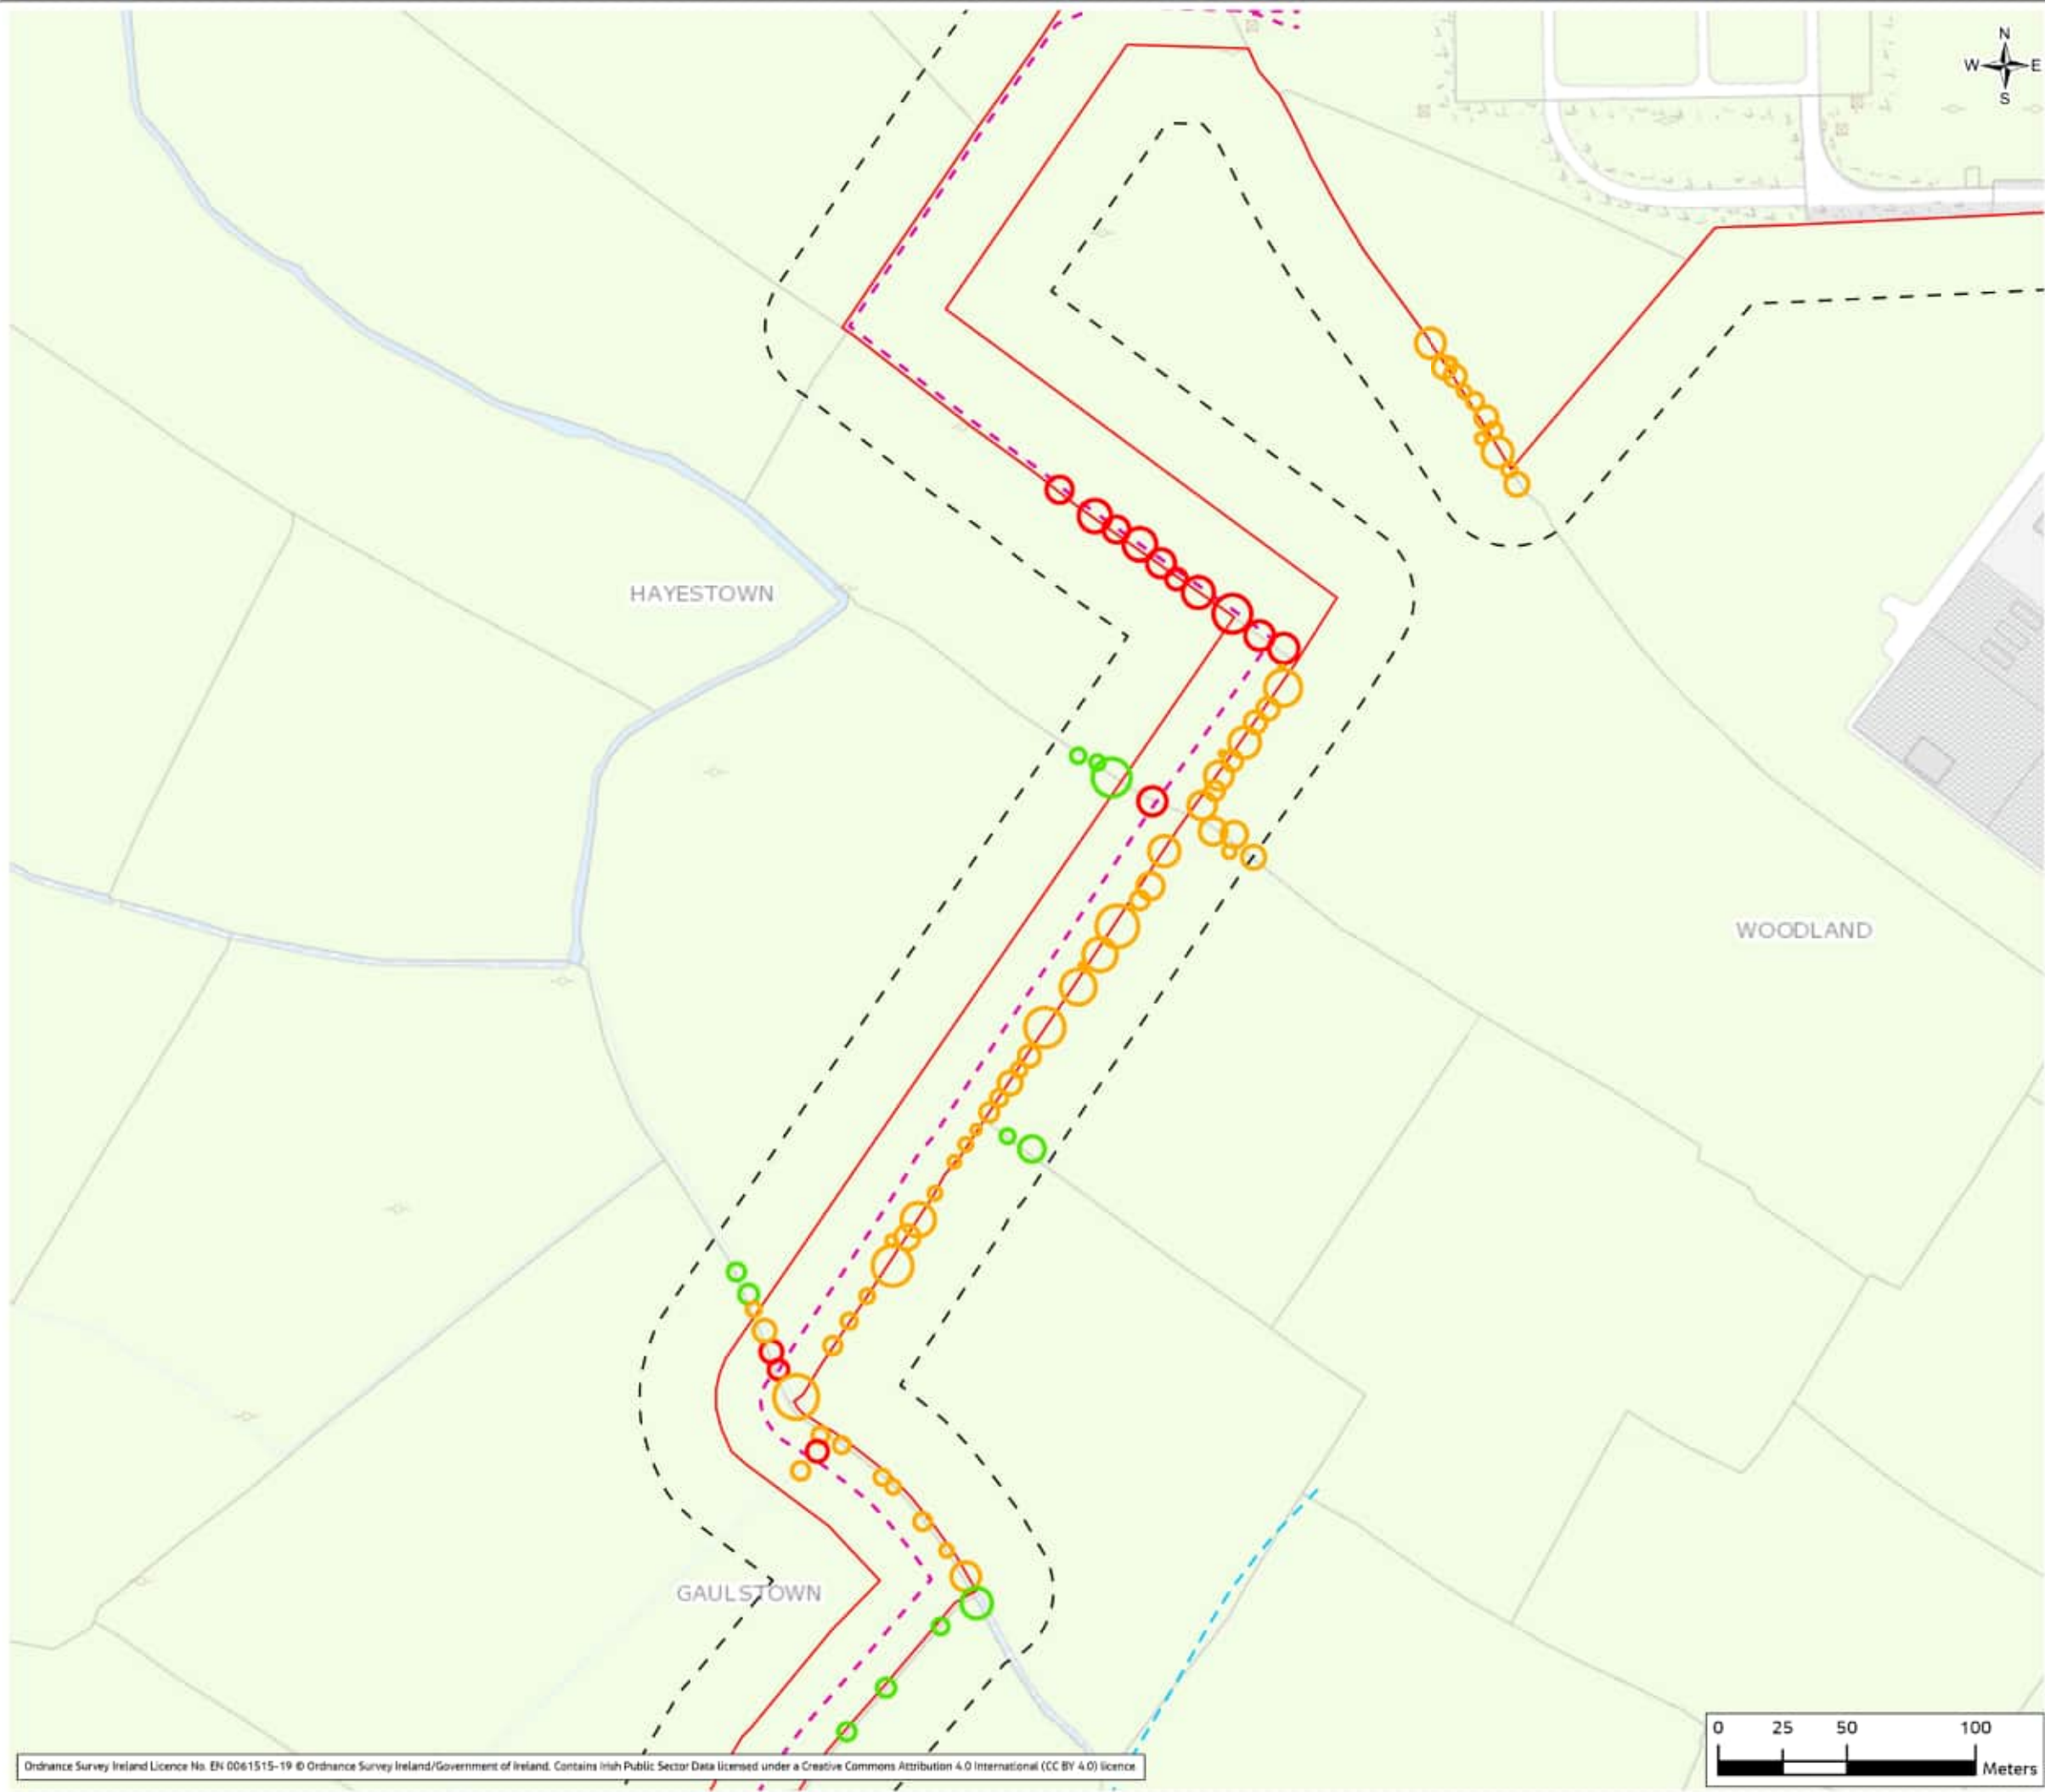 N
W E
S
HAYESTOWN
WOODLAND
GAULSTOWN
0 25 50 100
Meters
Ordnance Survey Ireland Licence No. EN 0061515-19 © Ordnance Survey Ireland/Government of Ireland. Contains Irish Public Sector Data licensed under a Creative Commons Attribution 4.0 International (CC BY 4.0) licence